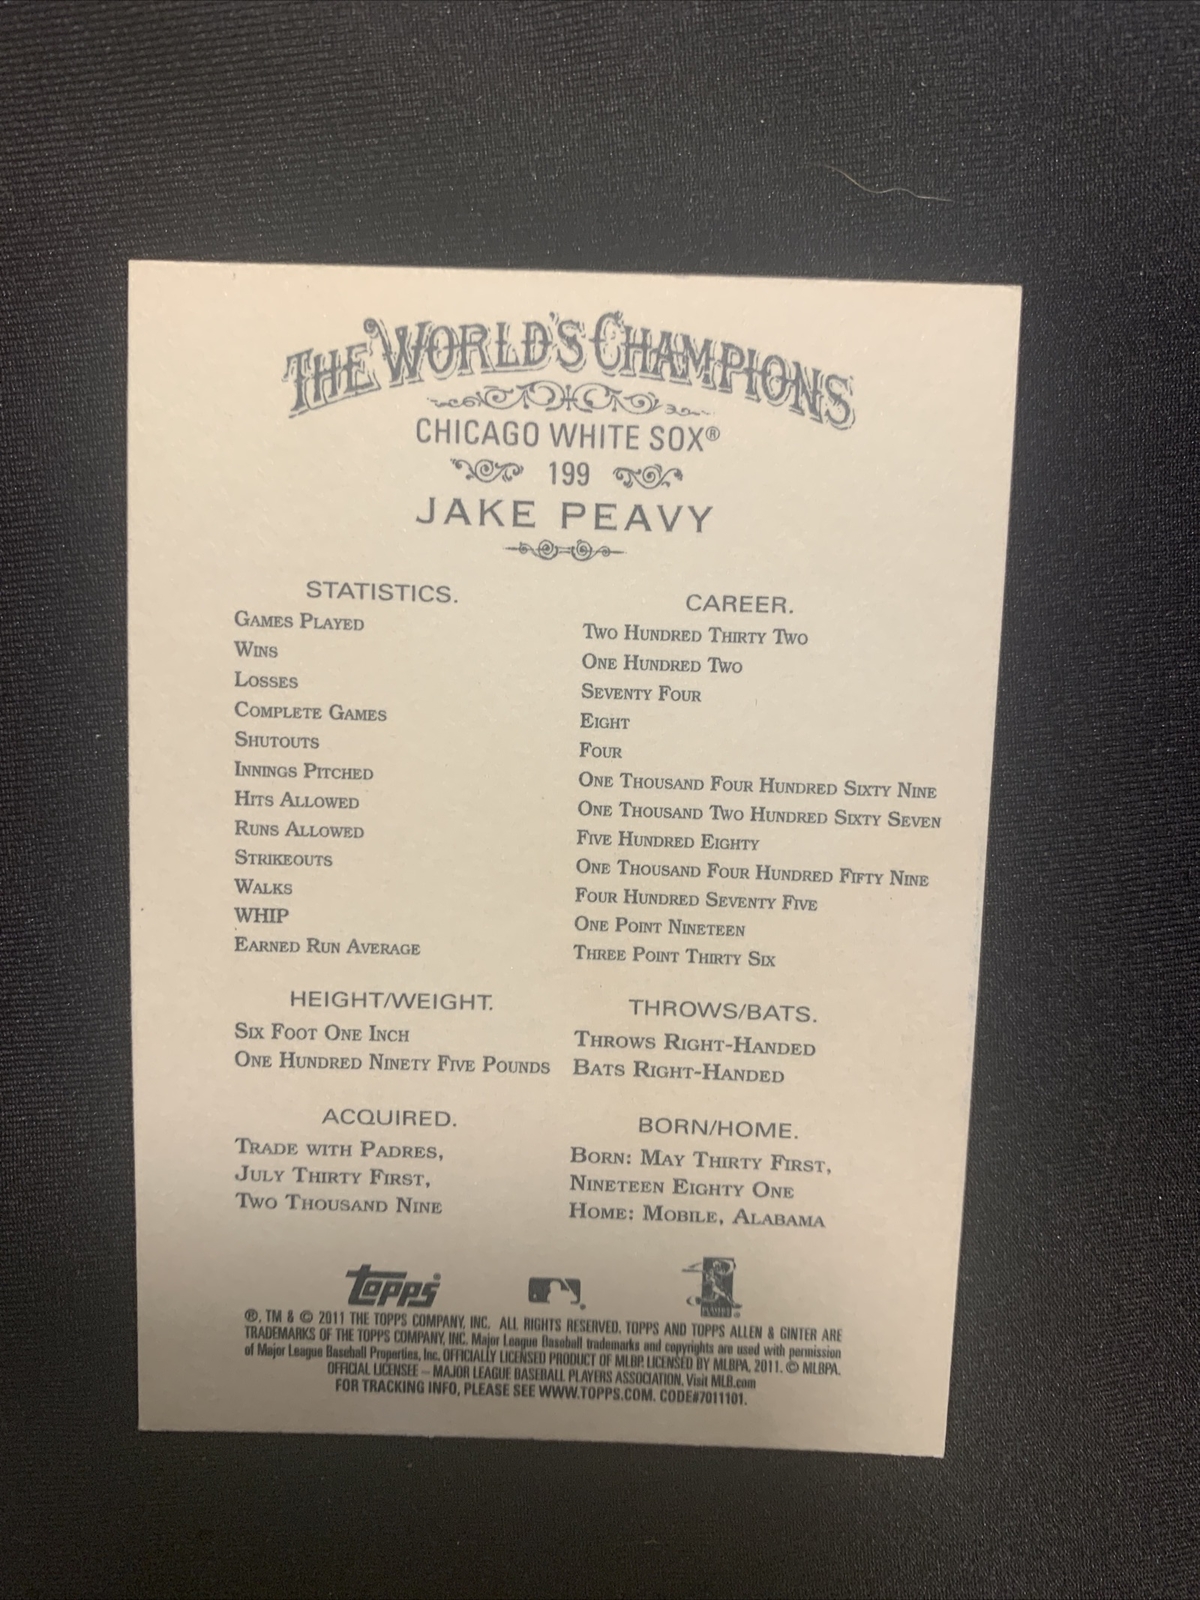 THE WORLD'S CHAMPIONS
CHICAGO WHITE SOX®
199
JAKE PEAVY
STATISTICS. CAREER.
GAMES PLAYED TWO HUNDRED THIRTY TWO
WINS ONE HUNDRED TWO
LOSSES SEVENTY FOUR
COMPLETE GAMES EIGHT
SHUTOUTS FOUR
INNINGS PITCHED ONE THOUSAND FOUR HUNDRED SIXTY NINE
HITS ALLOWED ONE THOUSAND TWO HUNDRED SIXTY SEVEN
RUNS ALLOWED FIVE HUNDRED EIGHTY
STRIKEOUTS ONE THOUSAND FOUR HUNDRED FIFTY NINE
WALKS FOUR HUNDRED SEVENTY FIVE
WHIP ONE POINT NINETEEN
EARNED RUN AVERAGE THREE POINT THIRTY SIX
HEIGHT/WEIGHT.
SIX FOOT ONE INCH
ONE HUNDRED NINETY FIVE POUNDS
THROWS/BATS.
THROWS RIGHT-HANDED
BATS RIGHT-HANDED
ACQUIRED.
TRADE WITH PADRES,
JULY THIRTY FIRST,
TWO THOUSAND NINE
BORN/HOME.
BORN: MAY THIRTY FIRST,
NINETEEN EIGHTY ONE
HOME: MOBILE, ALABAMA
Topps®
®, TM & © 2011 THE TOPPS COMPANY, INC. ALL RIGHTS RESERVED. TOPPS AND TOPPS ALLEN & GINTER ARE
TRADEMARKS OF THE TOPPS COMPANY, INC. Major League Baseball trademarks and copyrights are used with permission
of Major League Baseball Properties, Inc. OFFICIALLY LICENSED PRODUCT OF MLBP. LICENSED BY MLBPA, 2011. © MLBPA.
OFFICIAL LICENSEE – MAJOR LEAGUE BASEBALL PLAYERS ASSOCIATION. Visit MLB.com
FOR TRACKING INFO, PLEASE SEE WWW.TOPPS.COM. CODE#7011101.